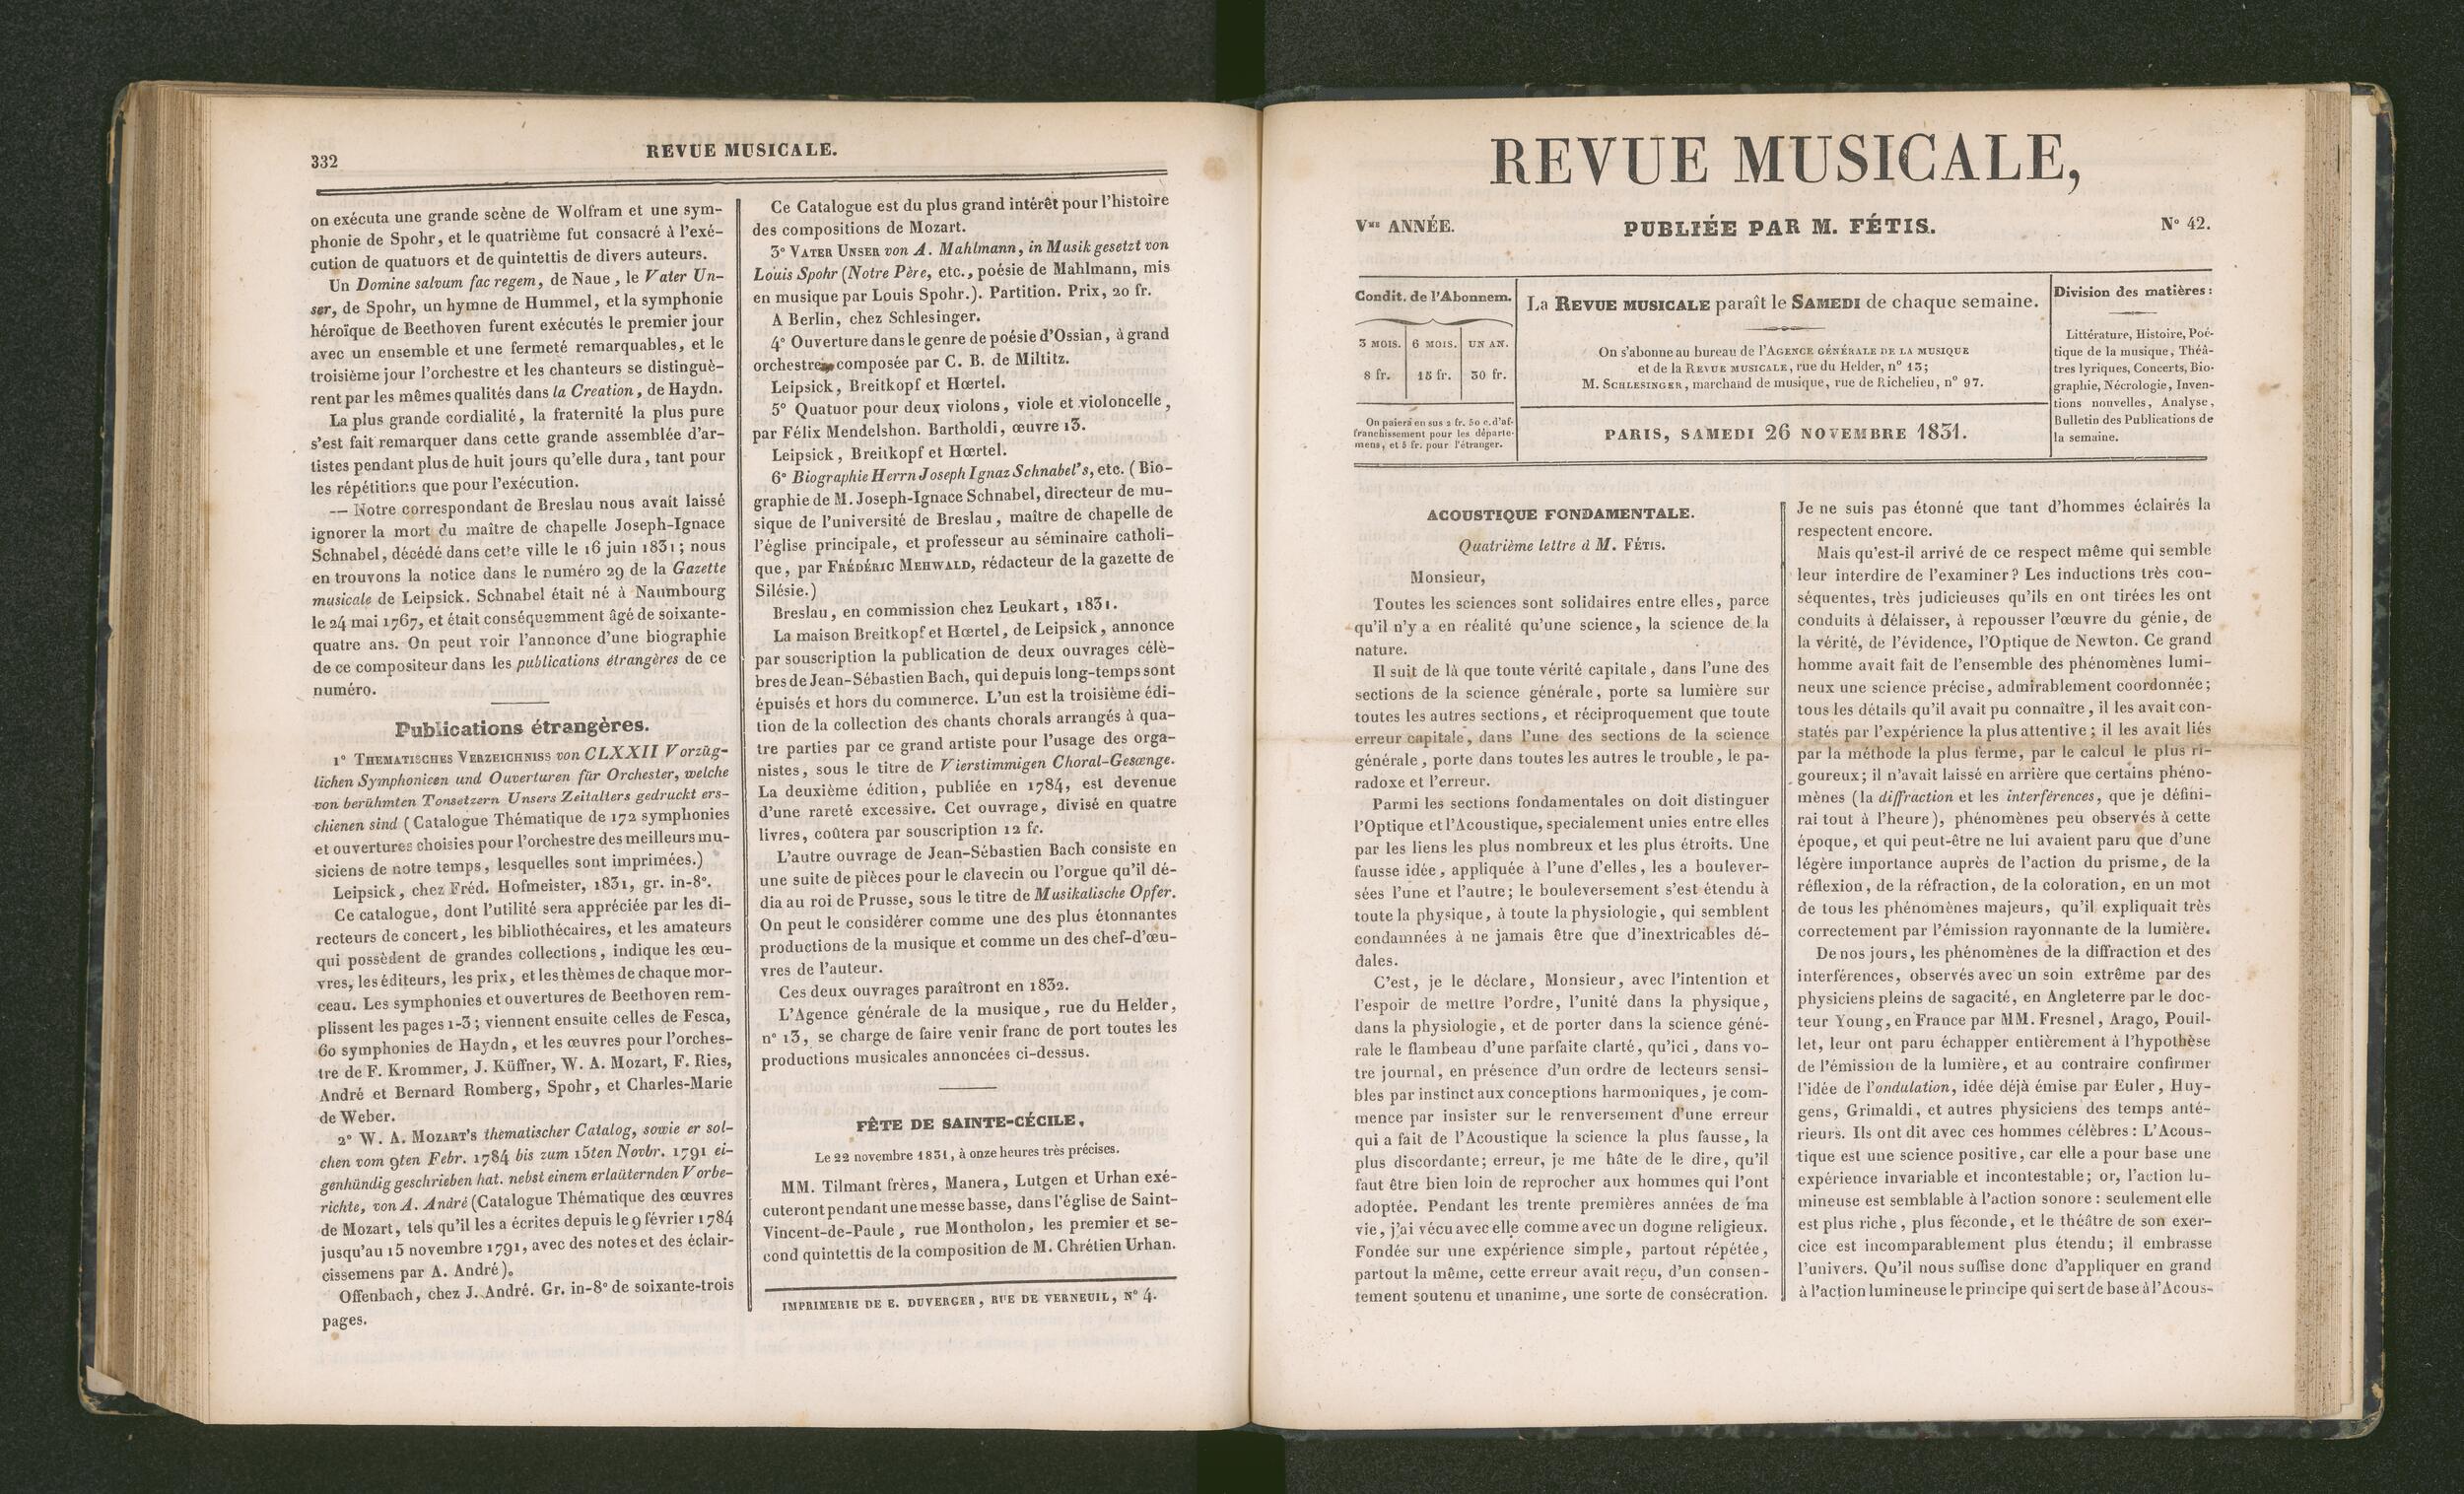 332
REVUE MUSICALE.
on exécuta une grande scène de Wolfram et une sym-
phonie de Spohr, et le quatrième fut consacré à l'exé-
cution de quatuors et de quintettis de divers auteurs.
Un Domine salvum fac regem, de Naue, le Vater Un-
ser, de Spohr, un hymne de Hummel, et la symphonie
héroïque de Beethoven furent exécutés le premier jour
avec un ensemble et une fermeté remarquables, et le
troisième jour l'orchestre et les chanteurs se distinguè-
rent par les mêmes qualités dans la Creation, de Haydn.
La plus grande cordialité, la fraternité la plus pure
s'est fait remarquer dans cette grande assemblée d'ar-
tistes pendant plus de huit jours qu'elle dura, tant pour
les répétitions que pour l'exécution.
— Notre correspondant de Breslau nous avait laissé
ignorer la mort du maître de chapelle Joseph-Ignace
Schnabel, décédé dans cette ville le 16 juin 1831; nous
en trouvons la notice dans le numéro 29 de la Gazette
musicale de Leipsick. Schnabel était né à Naumbourg
le 24 mai 1767, et était conséquemment âgé de soixante-
quatre ans. On peut voir l'annonce d'une biographie
de ce compositeur dans les publications étrangères de ce
numéro.
Publications étrangères.
1° THEMATISCHES VERZEICHNISS von CLXXII Vorzüg-
lichen Symphonieen und Ouverturen für Orchester, welche
von berühmten Tonsetzern Unsers Zeitalters gedruckt ers-
chienen sind (Catalogue Thématique de 172 symphonies
et ouvertures choisies pour l'orchestre des meilleurs mu-
siciens de notre temps, lesquelles sont imprimées.)
Leipsick, chez Fréd. Hofmeister, 1831, gr. in-8°.
Ce catalogue, dont l'utilité sera appréciée par les di-
recteurs de concert, les bibliothécaires, et les amateurs
qui possèdent de grandes collections, indique les œu-
vres, les éditeurs, les prix, et les thèmes de chaque mor-
ceau. Les symphonies et ouvertures de Beethoven rem-
plissent les pages 1-3; viennent ensuite celles de Fesca,
60 symphonies de Haydn, et les œuvres pour l'orches-
tre de F. Krommer, J. Küffner, W. A. Mozart, F. Ries,
André et Bernard Romberg, Spohr, et Charles-Marie
de Weber.
2° W. A. MOZART'S thematischer Catalog, sowie er sol-
chen vom 9ten Febr. 1784 bis zum 15ten Novbr. 1791 ei-
genhündig geschrieben hat. nebst einem erlaüternden Vorbe-
richte, von A. André (Catalogue Thématique des œuvres
de Mozart, tels qu'il les a écrites depuis le 9 février 1784
jusqu'au 15 novembre 1791, avec des notes et des éclair-
cissemens par A. André).
Offenbach, chez J. André. Gr. in-8° de soixante-trois
pages.
Ce Catalogue est du plus grand intérêt pour l'histoire
des compositions de Mozart.
3° VATER UNSER von A. Mahlmann, in Musik gesetzt von
Louis Spohr (Notre Père, etc., poésie de Mahlmann, mis
en musique par Louis Spohr.). Partition. Prix, 20 fr.
A Berlin, chez Schlesinger.
4° Ouverture dans le genre de poésie d'Ossian, à grand
orchestre, composée par C. B. de Miltitz.
Leipsick, Breitkopf et Hœrtel.
5° Quatuor pour deux violons, viole et violoncelle,
par Félix Mendelshon. Bartholdi, œuvre 13.
Leipsick, Breitkopf et Hœrtel.
6° Biographie Herrn Joseph Ignaz Schnabel's, etc. (Bio-
graphie de M. Joseph-Ignace Schnabel, directeur de mu-
sique de l'université de Breslau, maître de chapelle de
l'église principale, et professeur au séminaire catholi-
que, par FRÉDÉRIC MEHWALD, rédacteur de la gazette de
Silésie.)
Breslau, en commission chez Leukart, 1831.
La maison Breitkopf et Hœrtel, de Leipsick, annonce
par souscription la publication de deux ouvrages célè-
bres de Jean-Sébastien Bach, qui depuis long-temps sont
épuisés et hors du commerce. L'un est la troisième édi-
tion de la collection des chants chorals arrangés à qua-
tre parties par ce grand artiste pour l'usage des orga-
nistes, sous le titre de Vierstimmigen Choral-Gesœnge.
La deuxième édition, publiée en 1784, est devenue
d'une rareté excessive. Cet ouvrage, divisé en quatre
livres, coûtera par souscription 12 fr.
L'autre ouvrage de Jean-Sébastien Bach consiste en
une suite de pièces pour le clavecin ou l'orgue qu'il dé-
dia au roi de Prusse, sous le titre de Musikalische Opfer.
On peut le considérer comme une des plus étonnantes
productions de la musique et comme un des chef-d'œu-
vres de l'auteur.
Ces deux ouvrages paraîtront en 1832.
L'Agence générale de la musique, rue du Helder,
n° 13, se charge de faire venir franc de port toutes les
productions musicales annoncées ci-dessus.
FÊTE DE SAINTE-CÉCILE,
Le 22 novembre 1831, à onze heures très précises.
MM. Tilmant frères, Manera, Lutgen et Urhan exé-
cuteront pendant une messe basse, dans l'église de Saint-
Vincent-de-Paule, rue Montholon, les premier et se-
cond quintettis de la composition de M. Chrétien Urhan.
IMPRIMERIE DE E. DUVERGER, RUE DE VERNEUIL, N° 4.
REVUE MUSICALE,
Vme ANNÉE.
PUBLIÉE PAR M. FÉTIS.
N° 42.
Condit. de l'Abonnem.
3 MOIS. 6 MOIS. UN AN.
8 fr. 15 fr. 30 fr.
On paiera en sus 2 fr. 50 c. d'af-
franchissement pour les départe-
mens, et 5 fr. pour l'étranger.
La REVUE MUSICALE paraît le SAMEDI de chaque semaine.
On s'abonne au bureau de l'AGENCE GÉNÉRALE DE LA MUSIQUE
et de la REVUE MUSICALE, rue du Helder, n° 13;
M. SCHLESINGER, marchand de musique, rue de Richelieu, n° 97.
PARIS, SAMEDI 26 NOVEMBRE 1831.
Division des matières:
Littérature, Histoire, Poé-
tique de la musique, Théâ-
tres lyriques, Concerts, Bio-
graphie, Nécrologie, Inven-
tions nouvelles, Analyse,
Bulletin des Publications de
la semaine.
ACOUSTIQUE FONDAMENTALE.
Quatrième lettre à M. FÉTIS.
Monsieur,
Toutes les sciences sont solidaires entre elles, parce
qu'il n'y a en réalité qu'une science, la science de la
nature.
Il suit de là que toute vérité capitale, dans l'une des
sections de la science générale, porte sa lumière sur
toutes les autres sections, et réciproquement que toute
erreur capitale, dans l'une des sections de la science
générale, porte dans toutes les autres le trouble, le pa-
radoxe et l'erreur.
Parmi les sections fondamentales on doit distinguer
l'Optique et l'Acoustique, specialement unies entre elles
par les liens les plus nombreux et les plus étroits. Une
fausse idée, appliquée à l'une d'elles, les a boulever-
sées l'une et l'autre; le bouleversement s'est étendu à
toute la physique, à toute la physiologie, qui semblent
condamnées à ne jamais être que d'inextricables dé-
dales.
C'est, je le déclare, Monsieur, avec l'intention et
l'espoir de mettre l'ordre, l'unité dans la physique,
dans la physiologie, et de porter dans la science géné-
rale le flambeau d'une parfaite clarté, qu'ici, dans vo-
tre journal, en présence d'un ordre de lecteurs sensi-
bles par instinct aux conceptions harmoniques, je com-
mence par insister sur le renversement d'une erreur
qui a fait de l'Acoustique la science la plus fausse, la
plus discordante; erreur, je me hâte de le dire, qu'il
faut être bien loin de reprocher aux hommes qui l'ont
adoptée. Pendant les trente premières années de ma
vie, j'ai vécu avec elle comme avec un dogme religieux.
Fondée sur une expérience simple, partout répétée,
partout la même, cette erreur avait reçu, d'un consen-
tement soutenu et unanime, une sorte de consécration.
Je ne suis pas étonné que tant d'hommes éclairés la
respectent encore.
Mais qu'est-il arrivé de ce respect même qui semble
leur interdire de l'examiner? Les inductions très con-
séquentes, très judicieuses qu'ils en ont tirées les ont
conduits à délaisser, à repousser l'œuvre du génie, de
la vérité, de l'évidence, l'Optique de Newton. Ce grand
homme avait fait de l'ensemble des phénomènes lumi-
neux une science précise, admirablement coordonnée;
tous les détails qu'il avait pu connaître, il les avait con-
statés par l'expérience la plus attentive; il les avait liés
par la méthode la plus ferme, par le calcul le plus ri-
goureux; il n'avait laissé en arrière que certains phéno-
mènes (la diffraction et les interférences, que je défini-
rai tout à l'heure), phénomènes peu observés à cette
époque, et qui peut-être ne lui avaient paru que d'une
légère importance auprès de l'action du prisme, de la
réflexion, de la réfraction, de la coloration, en un mot
de tous les phénomènes majeurs, qu'il expliquait très
correctement par l'émission rayonnante de la lumière.
De nos jours, les phénomènes de la diffraction et des
interférences, observés avec un soin extrême par des
physiciens pleins de sagacité, en Angleterre par le doc-
teur Young, en France par MM. Fresnel, Arago, Pouil-
let, leur ont paru échapper entièrement à l'hypothèse
de l'émission de la lumière, et au contraire confirmer
l'idée de l'ondulation, idée déjà émise par Euler, Huy-
gens, Grimaldi, et autres physiciens des temps anté-
rieurs. Ils ont dit avec ces hommes célèbres: L'Acous-
tique est une science positive, car elle a pour base une
expérience invariable et incontestable; or, l'action lu-
mineuse est semblable à l'action sonore: seulement elle
est plus riche, plus féconde, et le théâtre de son exer-
cice est incomparablement plus étendu; il embrasse
l'univers. Qu'il nous suffise donc d'appliquer en grand
à l'action lumineuse le principe qui sert de base à l'Acous-